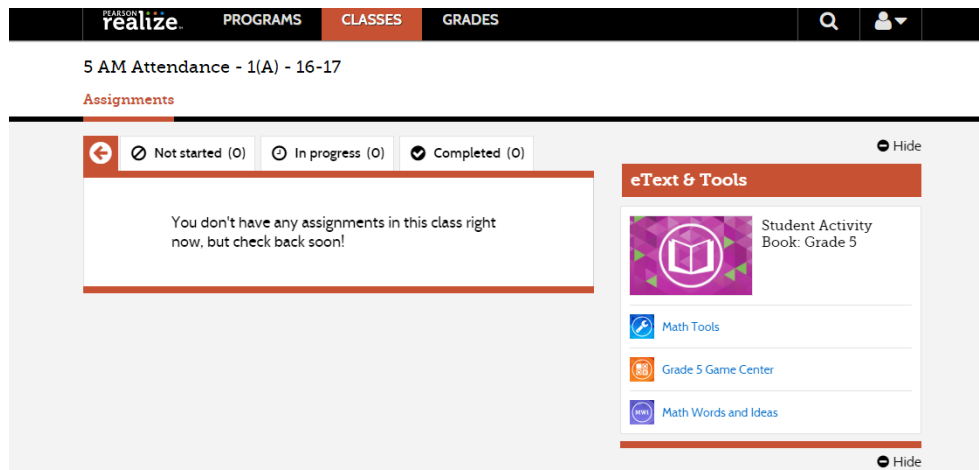 PEARSON
realize™ PROGRAMS CLASSES GRADES
5 AM Attendance - 1(A) - 16-17
Assignments
Not started (0) In progress (0) Completed (0)
You don't have any assignments in this class right
now, but check back soon!
Hide
eText & Tools
Student Activity
Book: Grade 5
Math Tools
Grade 5 Game Center
MWI Math Words and Ideas
Hide